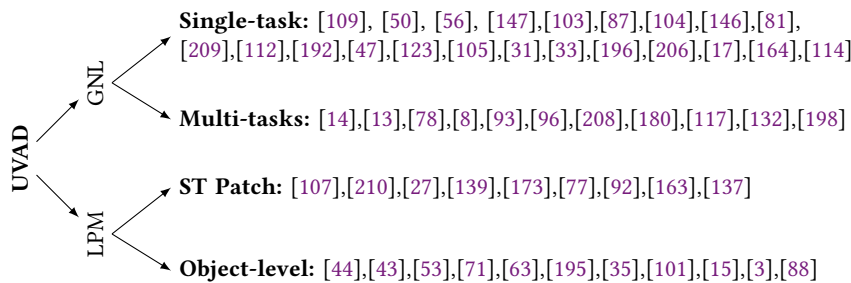 Single-task: [109], [50], [56], [147],[103],[87],[104],[146],[81],
[209],[112],[192],[47],[123],[105],[31],[33],[196],[206],[17],[164],[114]
GNL
Multi-tasks: [14],[13],[78],[8],[93],[96],[208],[180],[117],[132],[198]
UVAD
ST Patch: [107],[210],[27],[139],[173],[77],[92],[163],[137]
LPM
Object-level: [44],[43],[53],[71],[63],[195],[35],[101],[15],[3],[88]